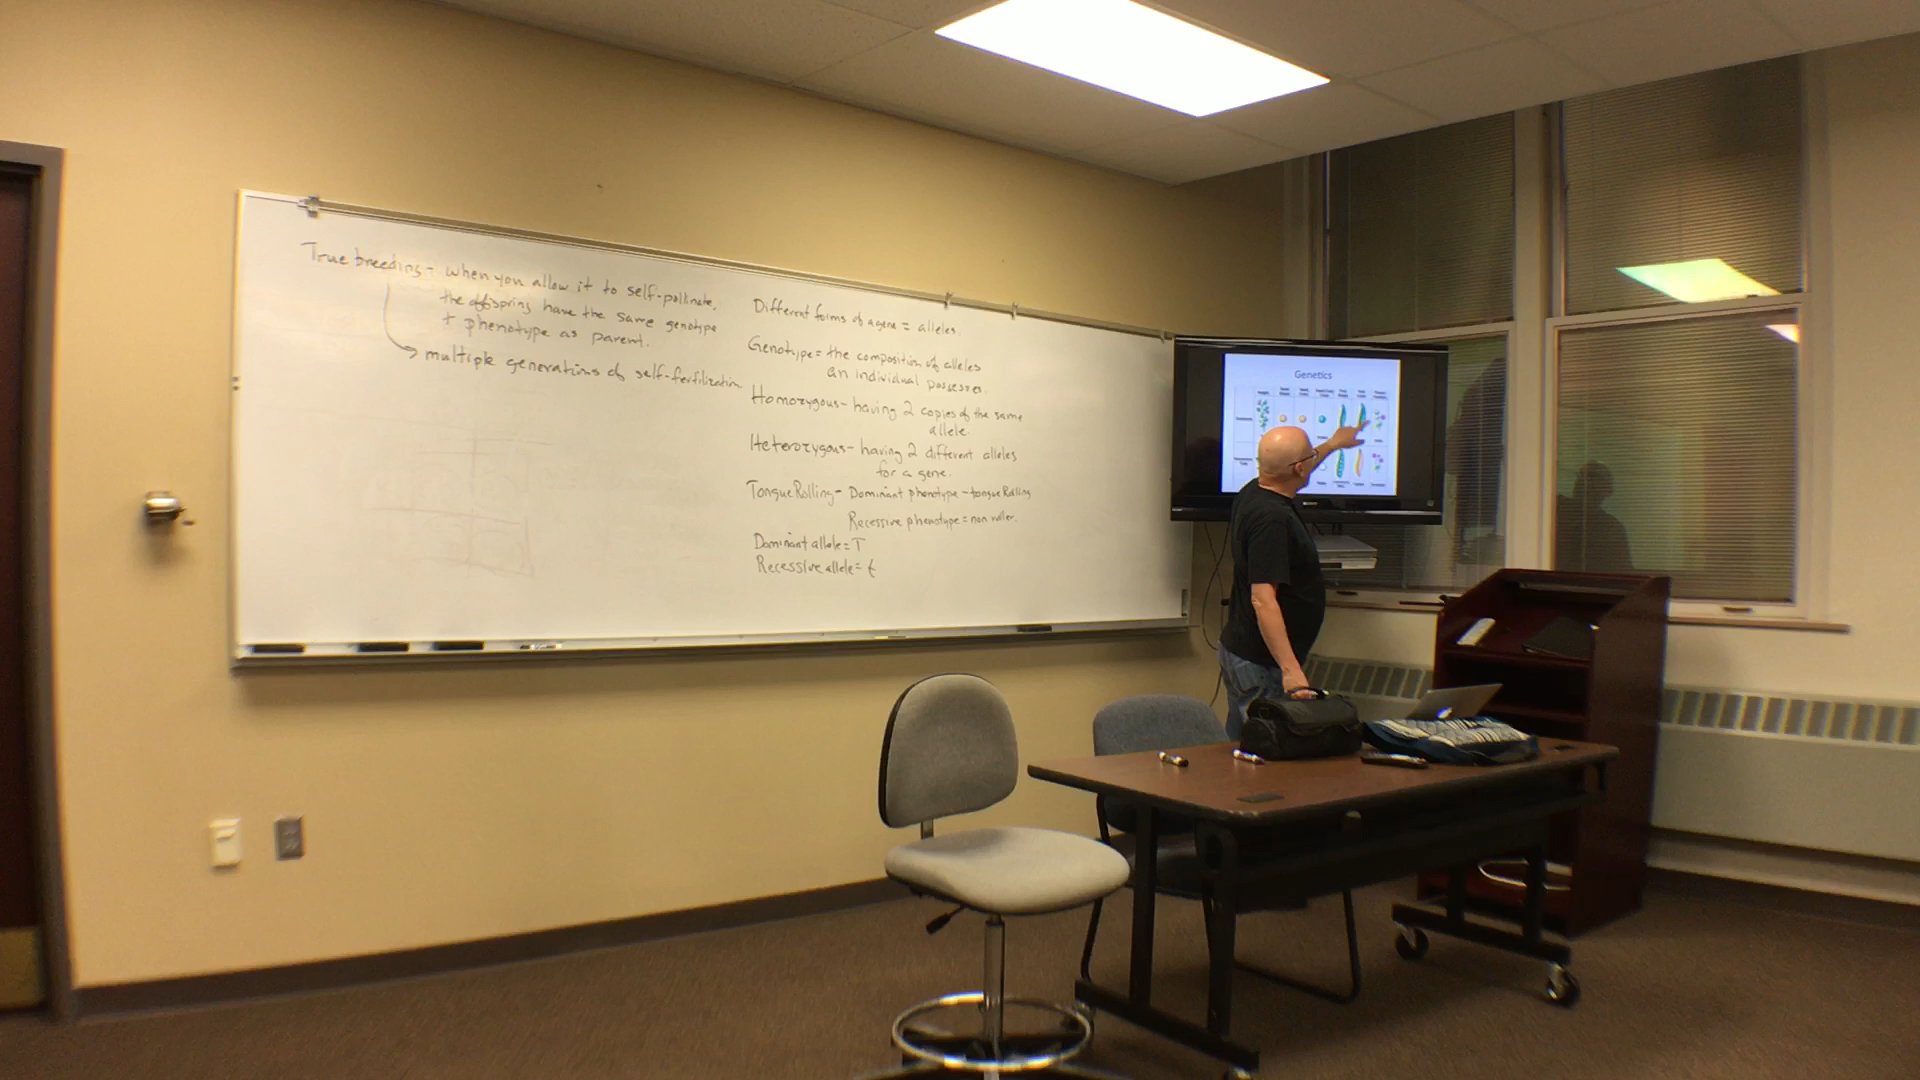 True breeding - when you allow it to self-pollinate,
the offspring have the same genotype
+ phenotype as parent.
multiple generations of self-fertilization
Different forms of a gene = alleles.
Genotype = the composition of alleles
an individual possesses.
Homozygous - having 2 copies of the same
allele.
Heterozygous - having 2 different alleles
for a gene.
Tongue Rolling - Dominant phenotype - tongue Rolling
Recessive phenotype = non roller.
Dominant allele = T
Recessive allele = t
Genetics